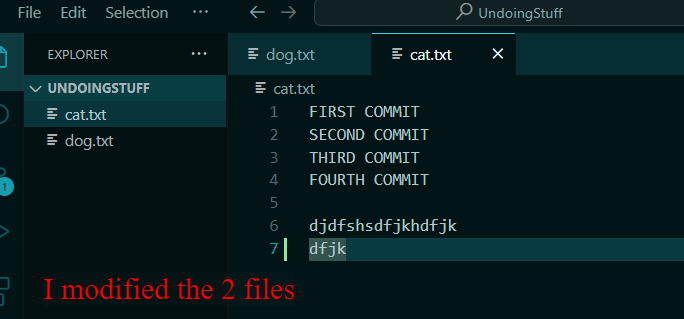 File Edit Selection ··· ← → UndoingStuff
EXPLORER ···
dog.txt cat.txt ×
UNDOINGSTUFF
cat.txt
dog.txt
cat.txt
1 FIRST COMMIT
2 SECOND COMMIT
3 THIRD COMMIT
4 FOURTH COMMIT
5
6 djdfshsdfjkhdfjk
7 dfjk
1
I modified the 2 files